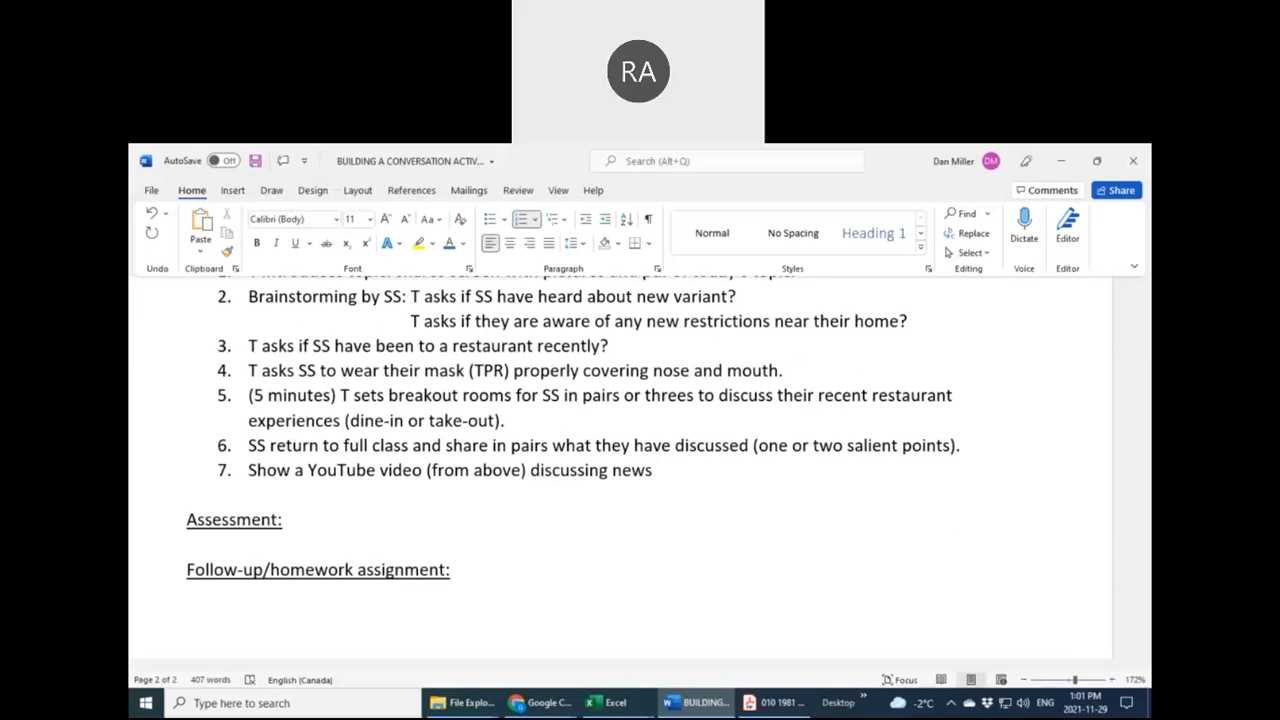 RA
AutoSave Off BUILDING A CONVERSATION ACTIV... Search (Alt+Q) Dan Miller DM
File Home Insert Draw Design Layout References Mailings Review View Help Comments Share
Calibri (Body) 11 Aa Normal No Spacing Heading 1 Find Replace Select
Paste Dictate Editor
Undo Clipboard Font Paragraph Styles Editing Voice Editor
2. Brainstorming by SS: T asks if SS have heard about new variant?
T asks if they are aware of any new restrictions near their home?
3. T asks if SS have been to a restaurant recently?
4. T asks SS to wear their mask (TPR) properly covering nose and mouth.
5. (5 minutes) T sets breakout rooms for SS in pairs or threes to discuss their recent restaurant
experiences (dine-in or take-out).
6. SS return to full class and share in pairs what they have discussed (one or two salient points).
7. Show a YouTube video (from above) discussing news
Assessment:
Follow-up/homework assignment:
Page 2 of 2 407 words English (Canada) Focus 172%
Type here to search File Explo... Google C... Excel BUILDING... 010 1981 ... Desktop -2°C ENG 1:01 PM
2021-11-29